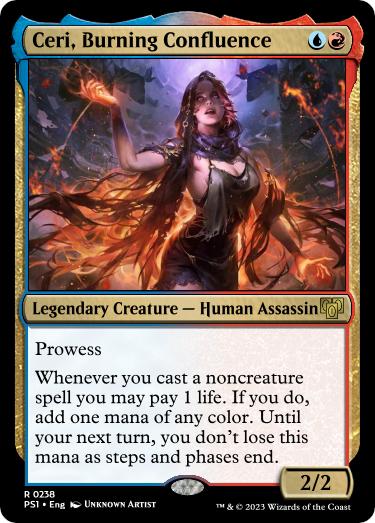 Ceri, Burning Confluence
Legendary Creature — Human Assassin
Prowess
Whenever you cast a noncreature
spell you may pay 1 life. If you do,
add one mana of any color. Until
your next turn, you don't lose this
mana as steps and phases end.
2/2
R 0238
PS1 • Eng Unknown Artist
™ & © 2023 Wizards of the Coast